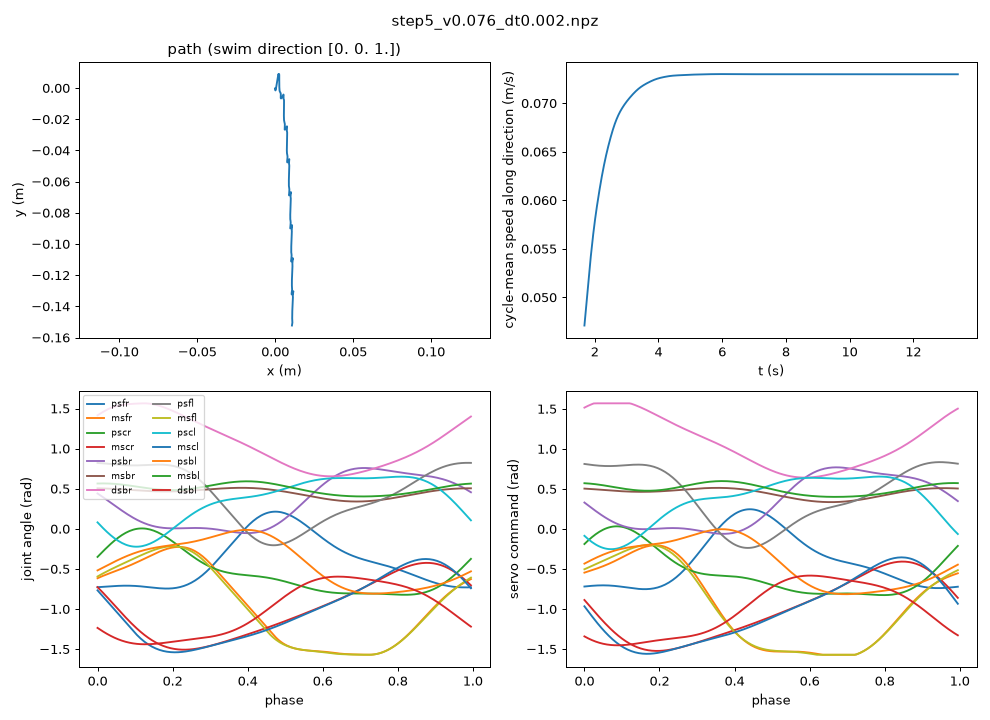 step5_v0.076_dt0.002.npz
path (swim direction [0. 0. 1.])
0.00
−0.02
−0.04
−0.06
−0.08
−0.10
−0.12
−0.14
−0.16
y (m)
−0.10 −0.05 0.00 0.05 0.10
x (m)
0.070
0.065
0.060
0.055
0.050
cycle-mean speed along direction (m/s)
2 4 6 8 10 12
t (s)
1.5
1.0
0.5
0.0
−0.5
−1.0
−1.5
joint angle (rad)
psfr psfl
msfr msfl
pscr pscl
mscr mscl
psbr psbl
msbr msbl
dsbr dsbl
0.0 0.2 0.4 0.6 0.8 1.0
phase
1.5
1.0
0.5
0.0
−0.5
−1.0
−1.5
servo command (rad)
0.0 0.2 0.4 0.6 0.8 1.0
phase